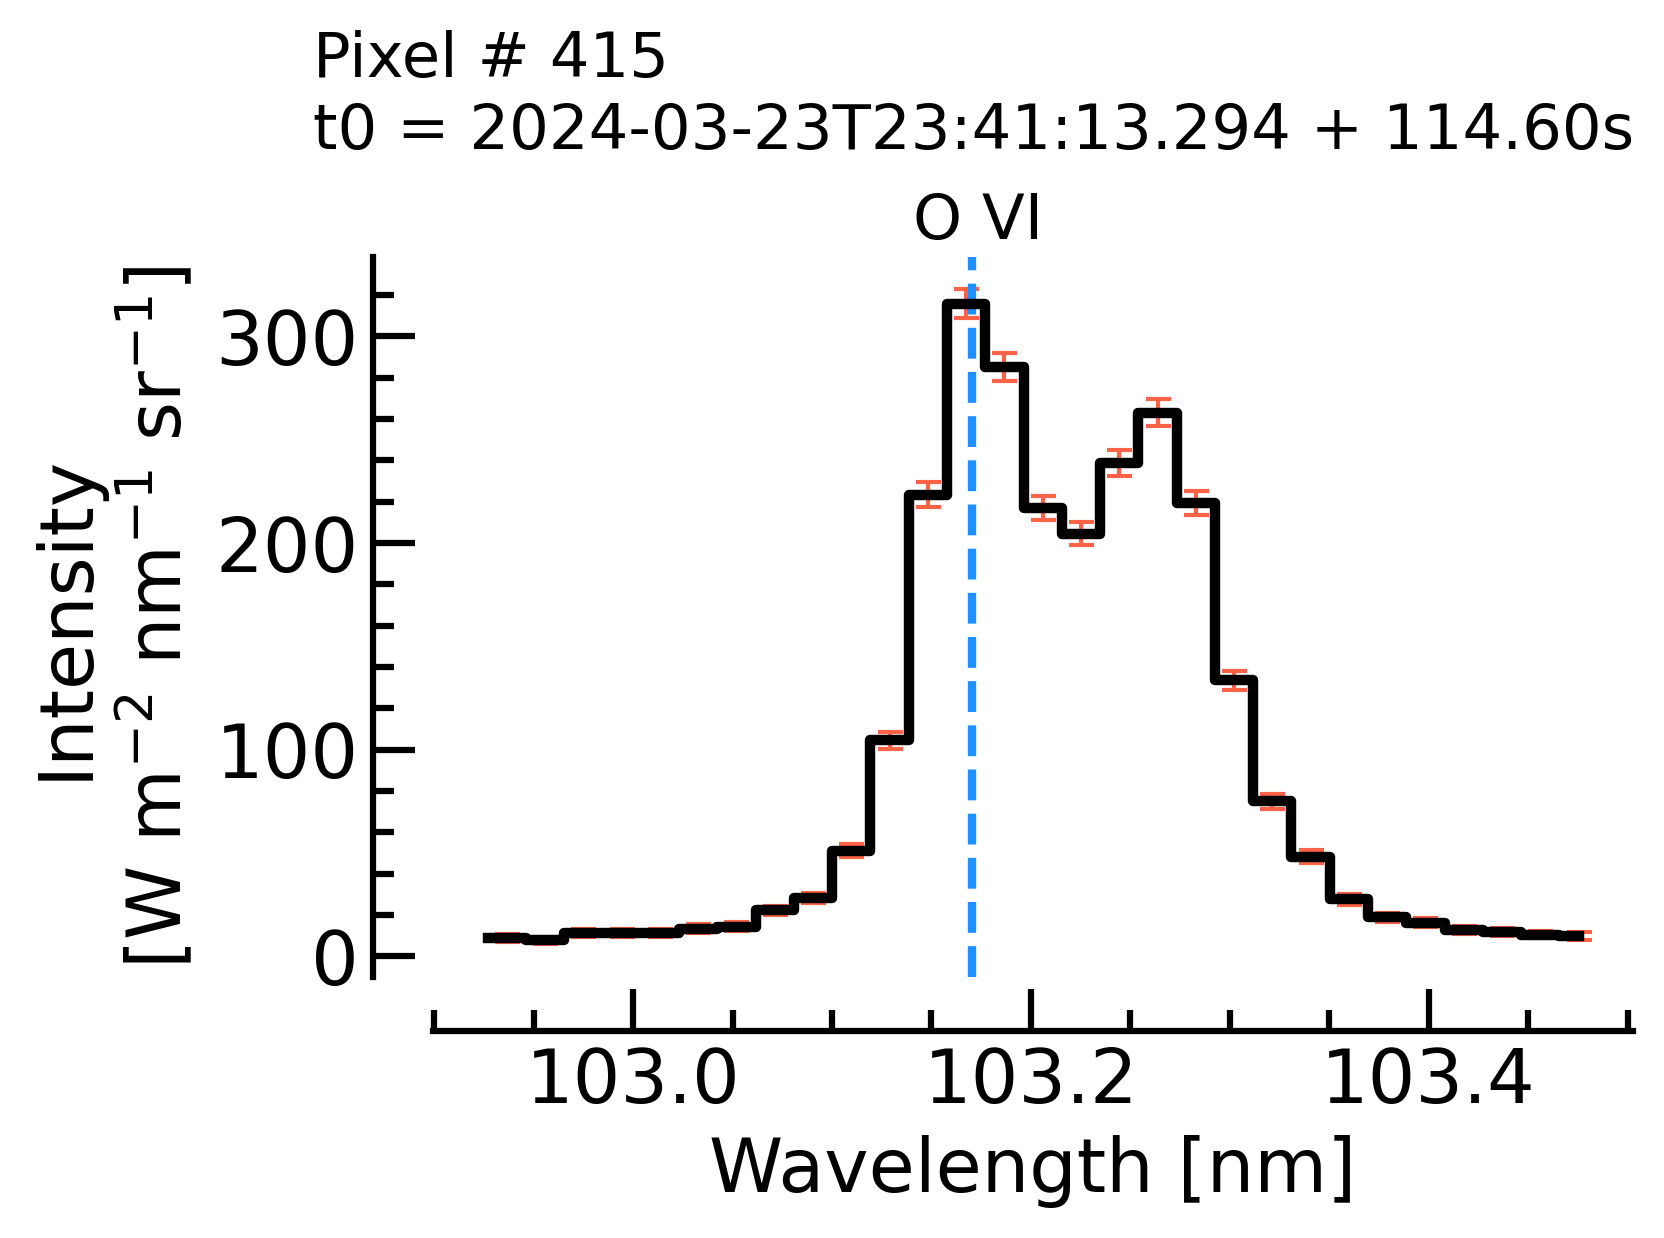 Pixel # 415
t0 = 2024-03-23T23:41:13.294 + 114.60s
O VI
Intensity
[W m⁻² nm⁻¹ sr⁻¹]
300
200
100
0
103.0 103.2 103.4
Wavelength [nm]